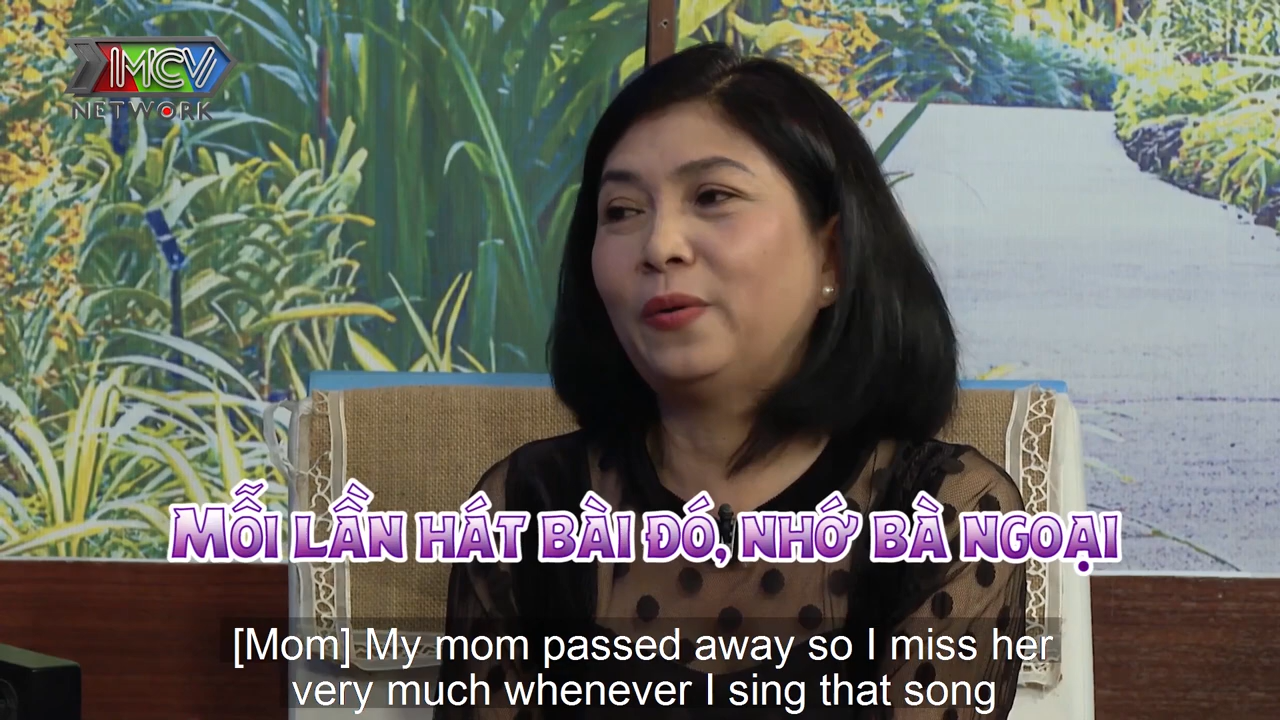 MCV
NETWORK
MỖI LẦN HÁT BÀI ĐÓ, NHỚ BÀ NGOẠI
[Mom] My mom passed away so I miss her
very much whenever I sing that song